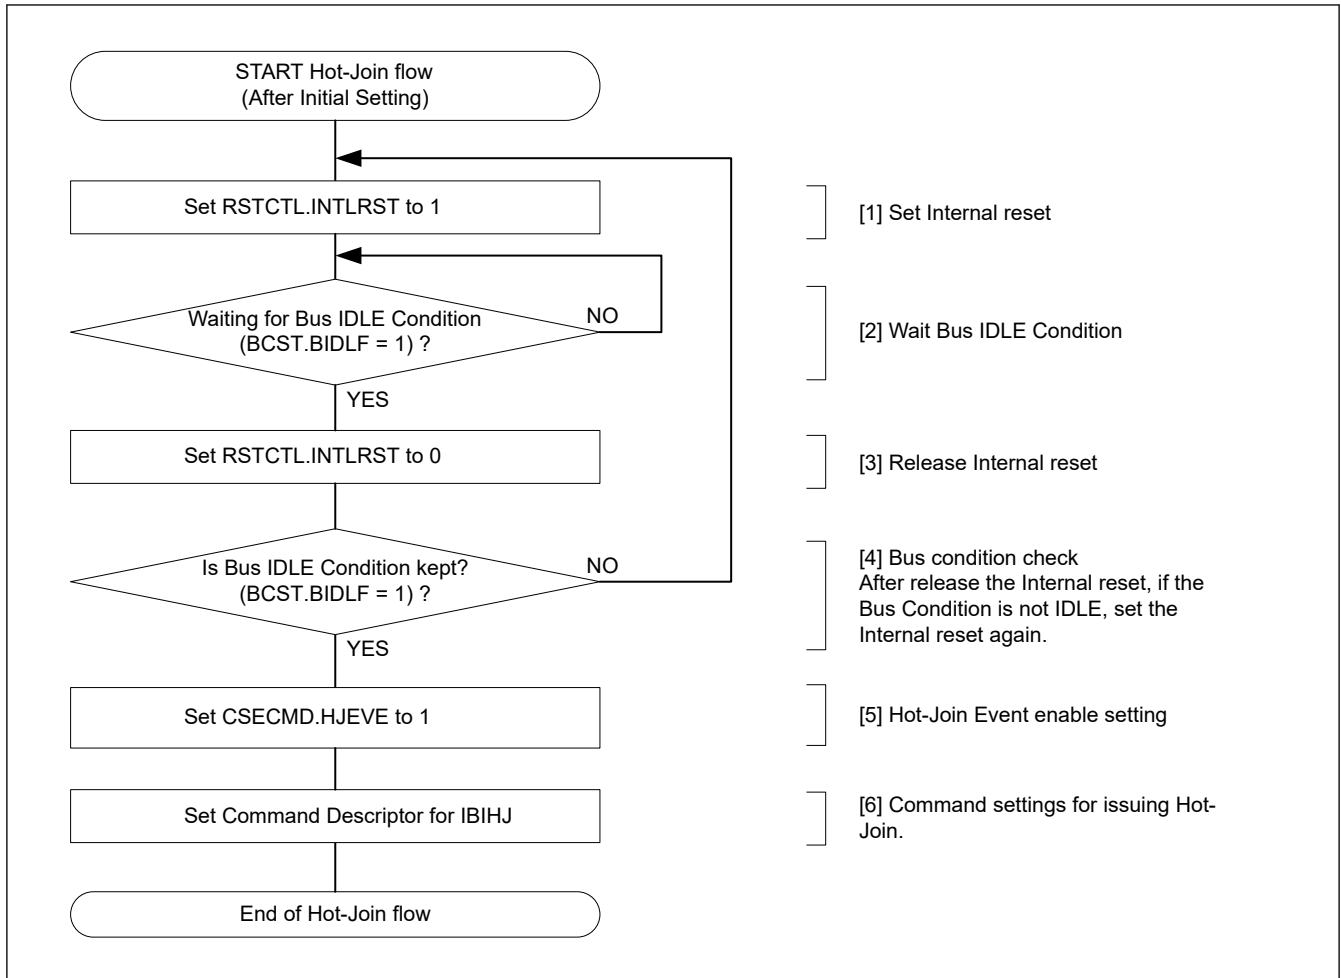 START Hot-Join flow
(After Initial Setting)
Set RSTCTL.INTLRST to 1
[1] Set Internal reset
Waiting for Bus IDLE Condition
(BCST.BIDLF = 1) ?
NO
[2] Wait Bus IDLE Condition
YES
Set RSTCTL.INTLRST to 0
[3] Release Internal reset
Is Bus IDLE Condition kept?
(BCST.BIDLF = 1) ?
NO
[4] Bus condition check
After release the Internal reset, if the
Bus Condition is not IDLE, set the
Internal reset again.
YES
Set CSECMD.HJEVE to 1
[5] Hot-Join Event enable setting
Set Command Descriptor for IBIHJ
[6] Command settings for issuing Hot-
Join.
End of Hot-Join flow